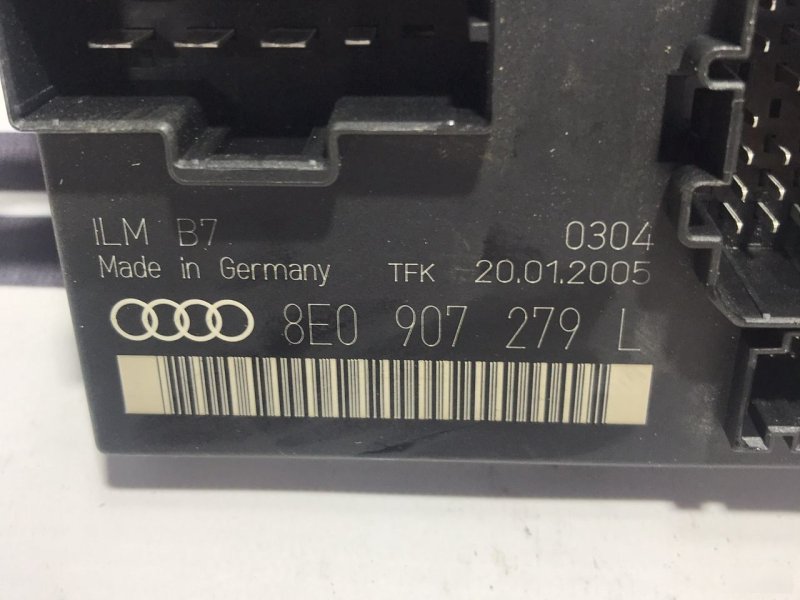 ILM B7 0304
Made in Germany TFK 20.01.2005
8E0 907 279 L